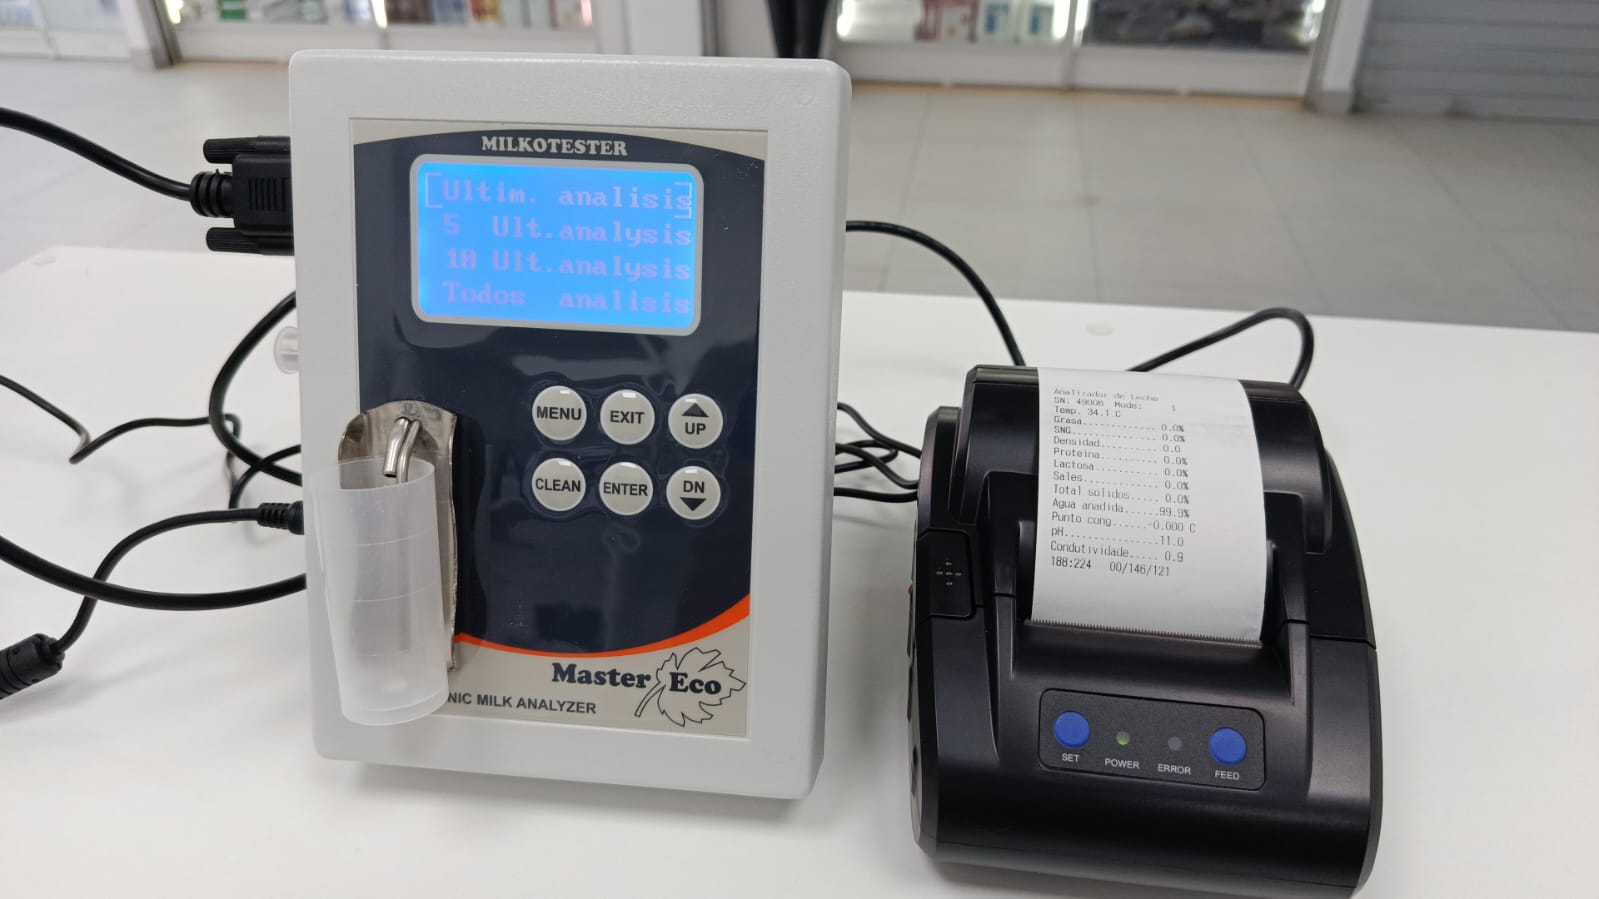 MILKOTESTER
Ultim. analisis
5 Ult.analysis
10 Ult.analysis
Todos analisis
MENU
EXIT
UP
CLEAN
ENTER
DN
Master Eco
NIC MILK ANALYZER
Analizador de Leche
SN: 49006 Mode: 1
Temp. 34.1 C
Grasa............. 0.0%
SNG............... 0.0%
Densidad.......... 0.0
Proteina.......... 0.0%
Lactosa........... 0.0%
Sales............. 0.0%
Total solidos..... 0.0%
Agua anadida......99.9%
Punto cong......-0.000 C
pH...............11.0
Condutividade..... 0.9
188:224 00/146/121
SET
POWER
ERROR
FEED